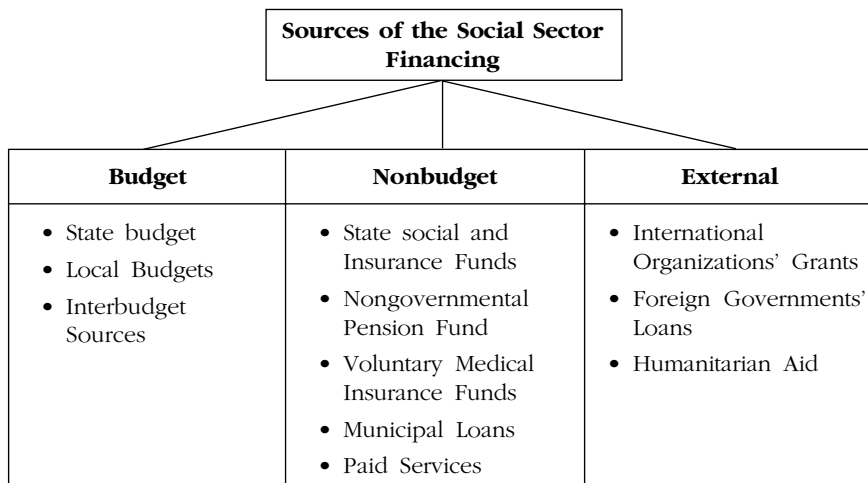 Sources of the Social Sector
Financing
Budget
• State budget
• Local Budgets
• Interbudget
Sources
Nonbudget
• State social and
Insurance Funds
• Nongovernmental
Pension Fund
• Voluntary Medical
Insurance Funds
• Municipal Loans
• Paid Services
External
• International
Organizations’ Grants
• Foreign Governments’
Loans
• Humanitarian Aid